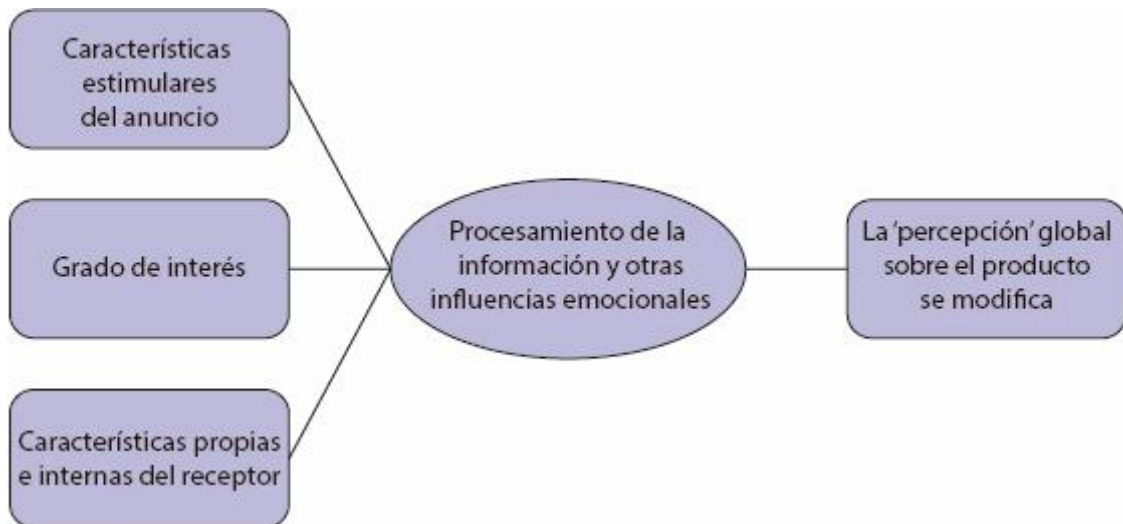 Características
estimulares
del anuncio
Grado de interés
Características propias
e internas del receptor
Procesamiento de la
información y otras
influencias emocionales
La 'percepción' global
sobre el producto
se modifica